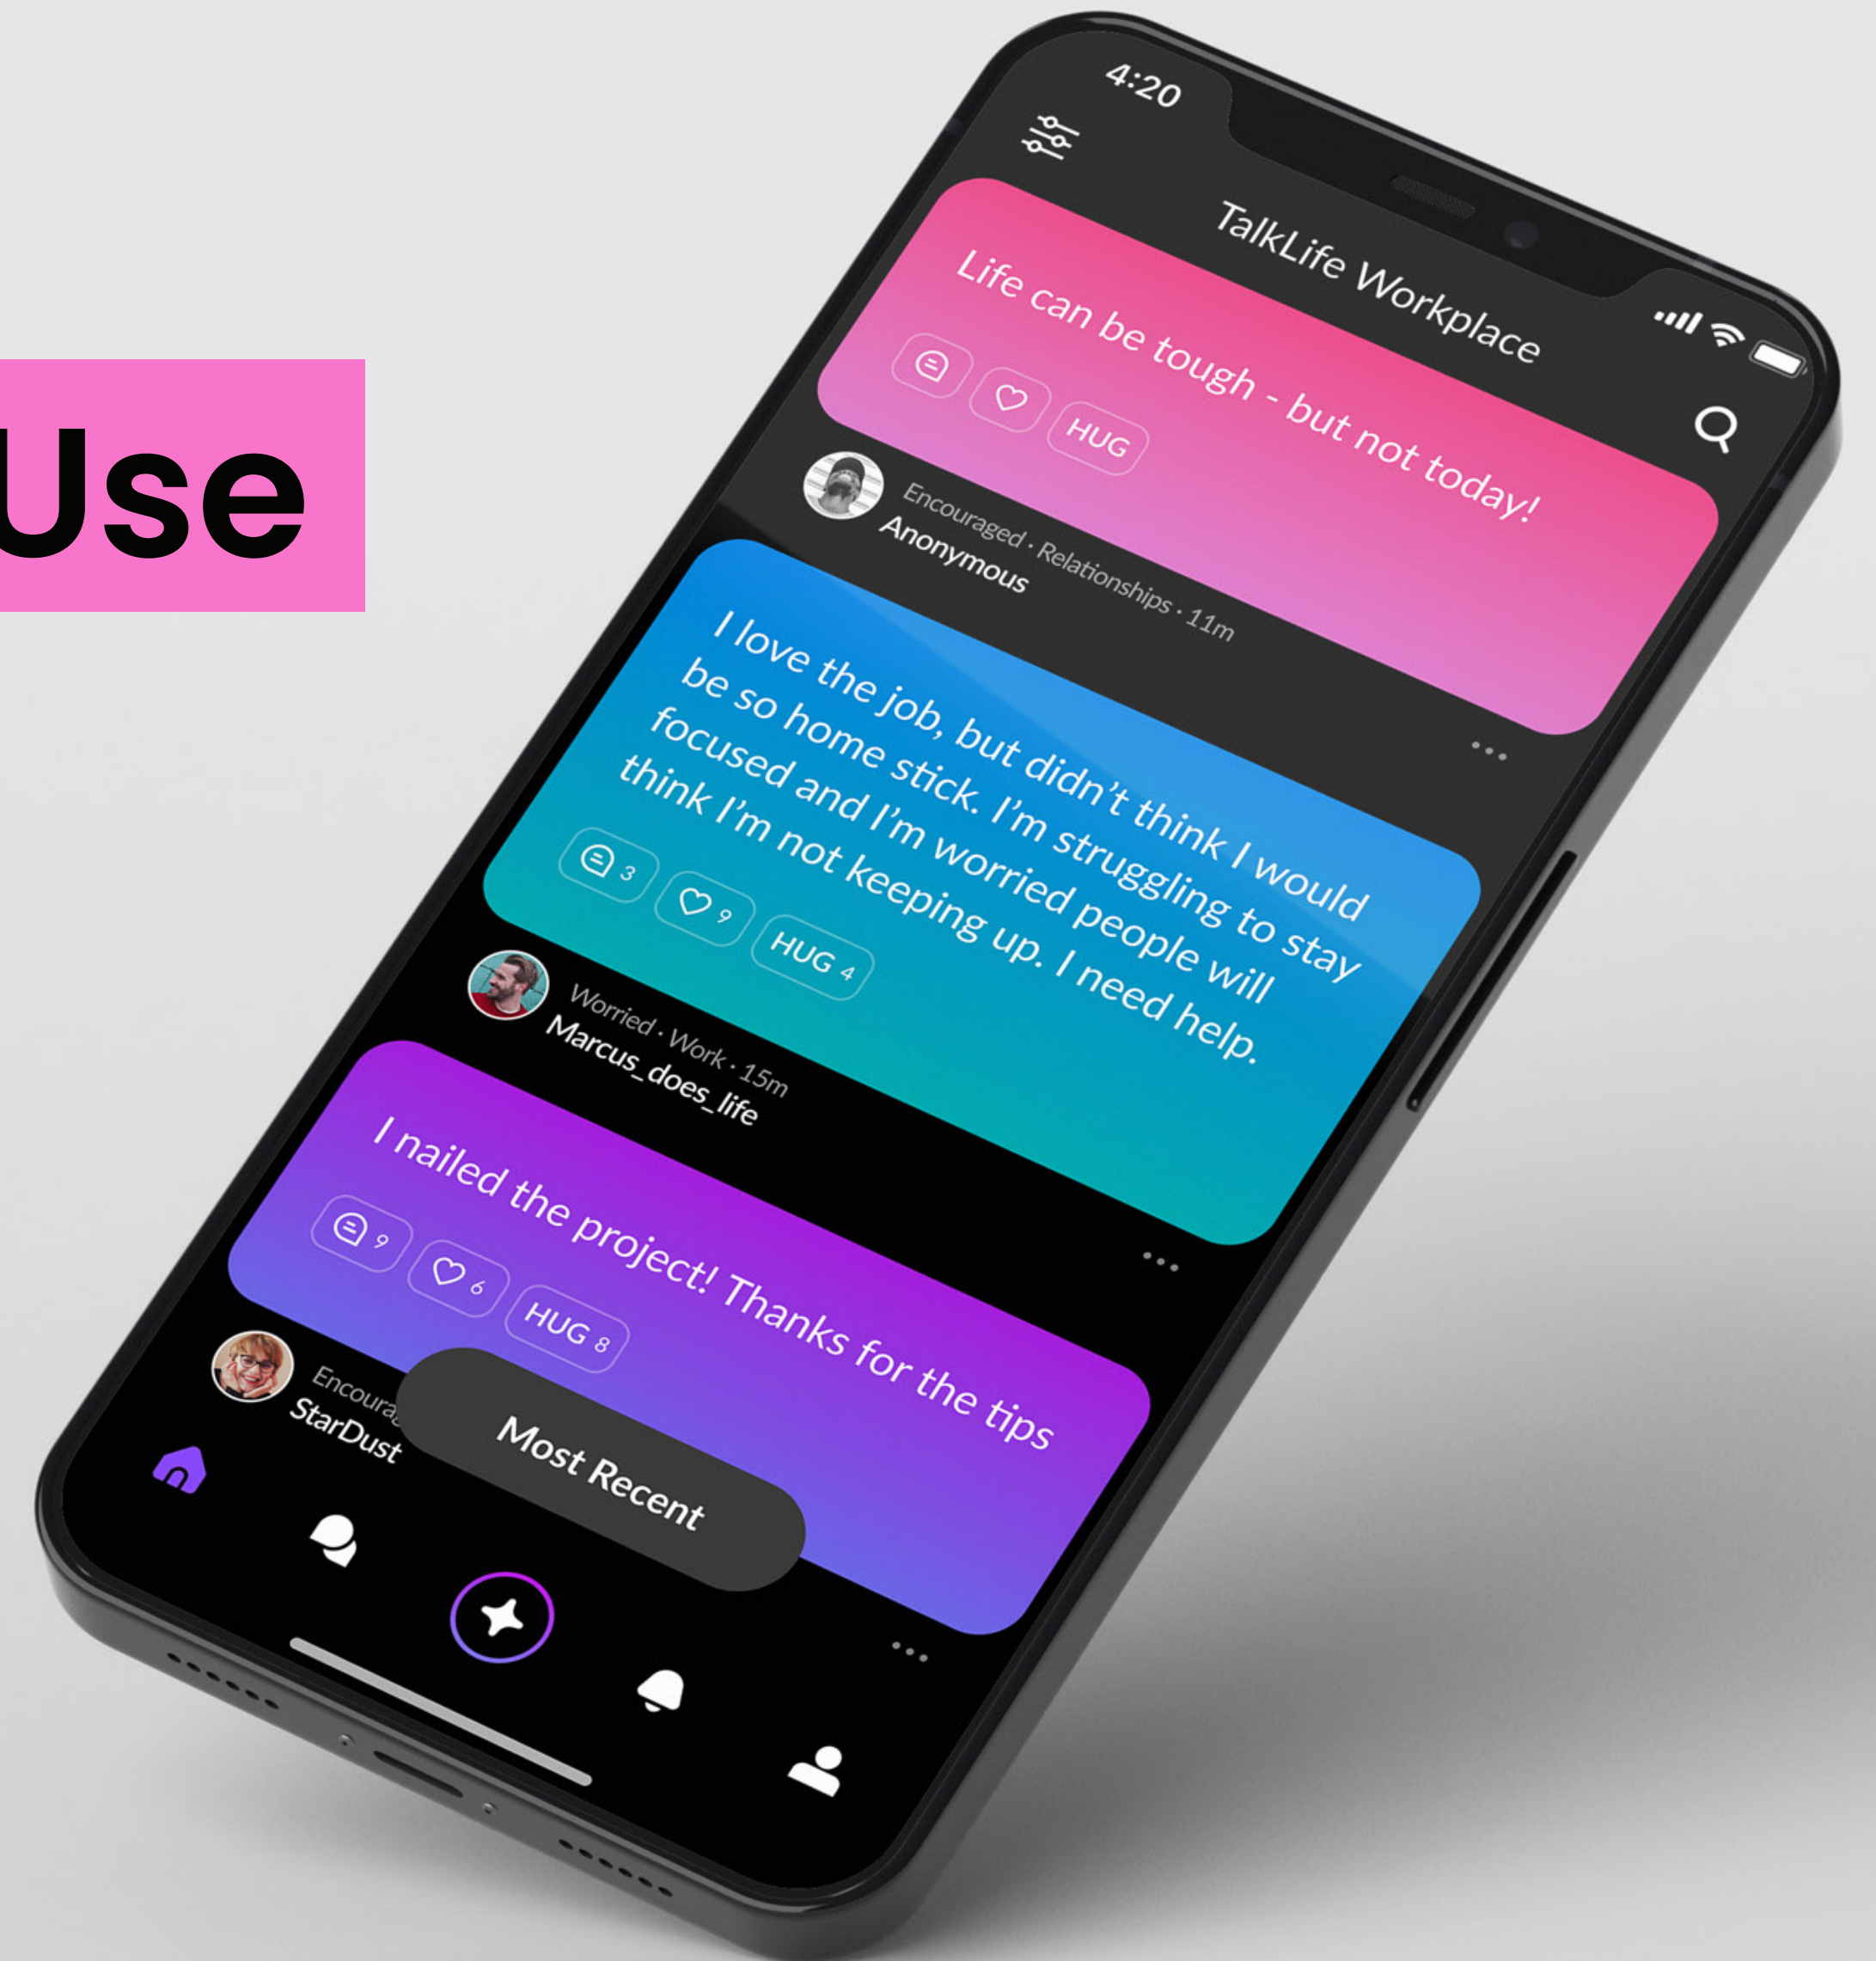 Use
4:20
TalkLife Workplace
Life can be tough - but not today!
HUG
Encouraged · Relationships · 11m
Anonymous
I love the job, but didn't think I would
be so home stick. I'm struggling to stay
focused and I'm worried people will
think I'm not keeping up. I need help.
3
9
HUG 4
Worried · Work · 15m
Marcus_does_life
I nailed the project! Thanks for the tips
9
6
HUG 8
Encourag
StarDust
Most Recent